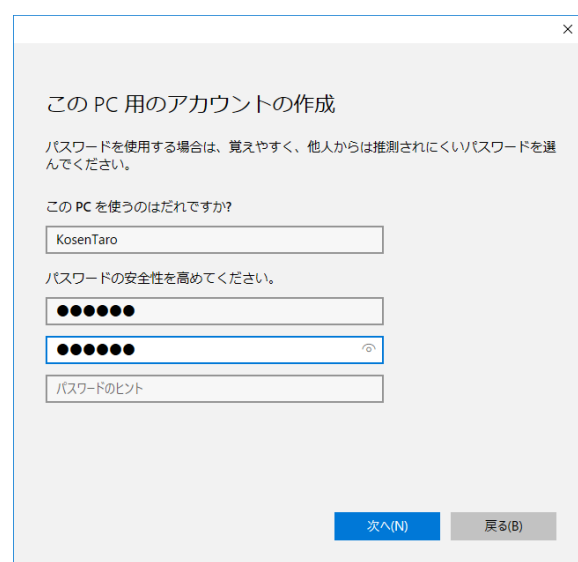 この PC 用のアカウントの作成
パスワードを使用する場合は、覚えやすく、他人からは推測されにくいパスワードを選
んでください。
この PC を使うのはだれですか?
KosenTaro
パスワードの安全性を高めてください。
●●●●●●
●●●●●●
パスワードのヒント
次へ(N)
戻る(B)